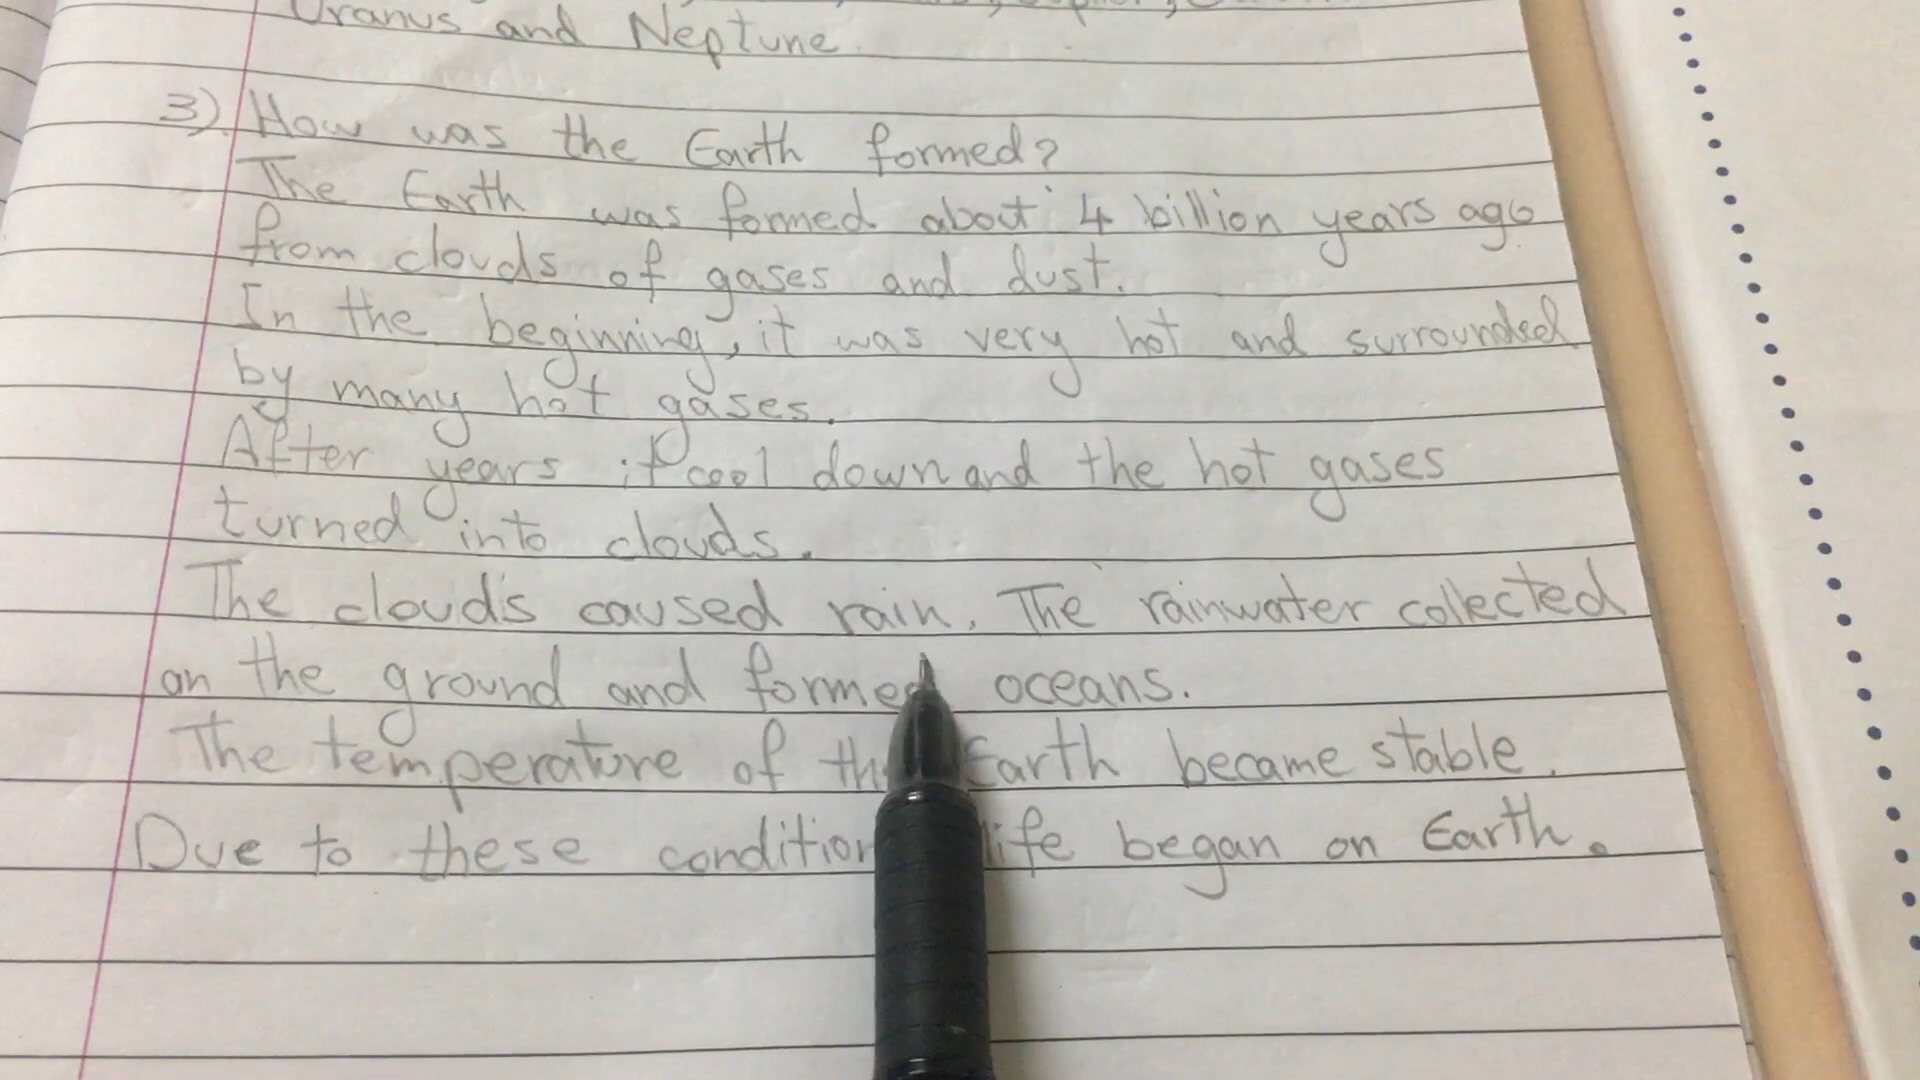 Uranus and Neptune.
3). How was the Earth formed?
The Earth was formed about 4 billion years ago
from clouds of gases and dust.
In the beginning, it was very hot and surrounded
by many hot gases.
After years it cool down and the hot gases
turned into clouds.
The clouds caused rain. The rainwater collected
on the ground and formed oceans.
The temperature of the Earth became stable.
Due to these condition life began on Earth.